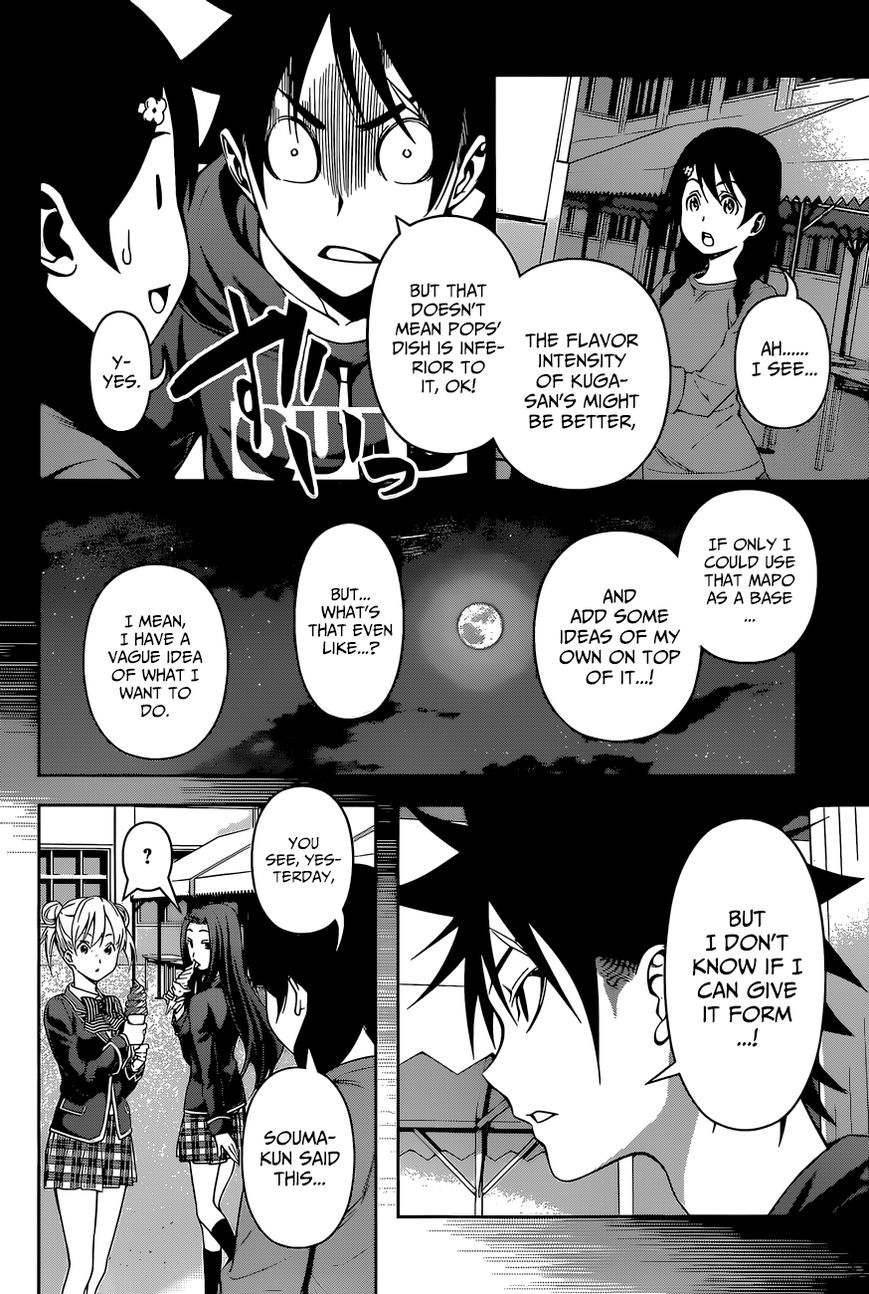 AH......
I SEE...
THE FLAVOR
INTENSITY
OF KUGA-
SAN'S MIGHT
BE BETTER,
BUT THAT
DOESN'T
MEAN POPS'
DISH IS INFE-
RIOR TO
IT, OK!
Y-
YES.
IF ONLY I
COULD USE
THAT MAPO
AS A BASE
...
AND
ADD SOME
IDEAS OF MY
OWN ON TOP
OF IT...!
BUT...
WHAT'S
THAT EVEN
LIKE...?
I MEAN,
I HAVE A
VAGUE IDEA
OF WHAT I
WANT TO
DO.
BUT
I DON'T
KNOW IF I
CAN GIVE
IT FORM
...!
YOU
SEE, YES-
TERDAY,
?
SOUMA-
KUN SAID
THIS...